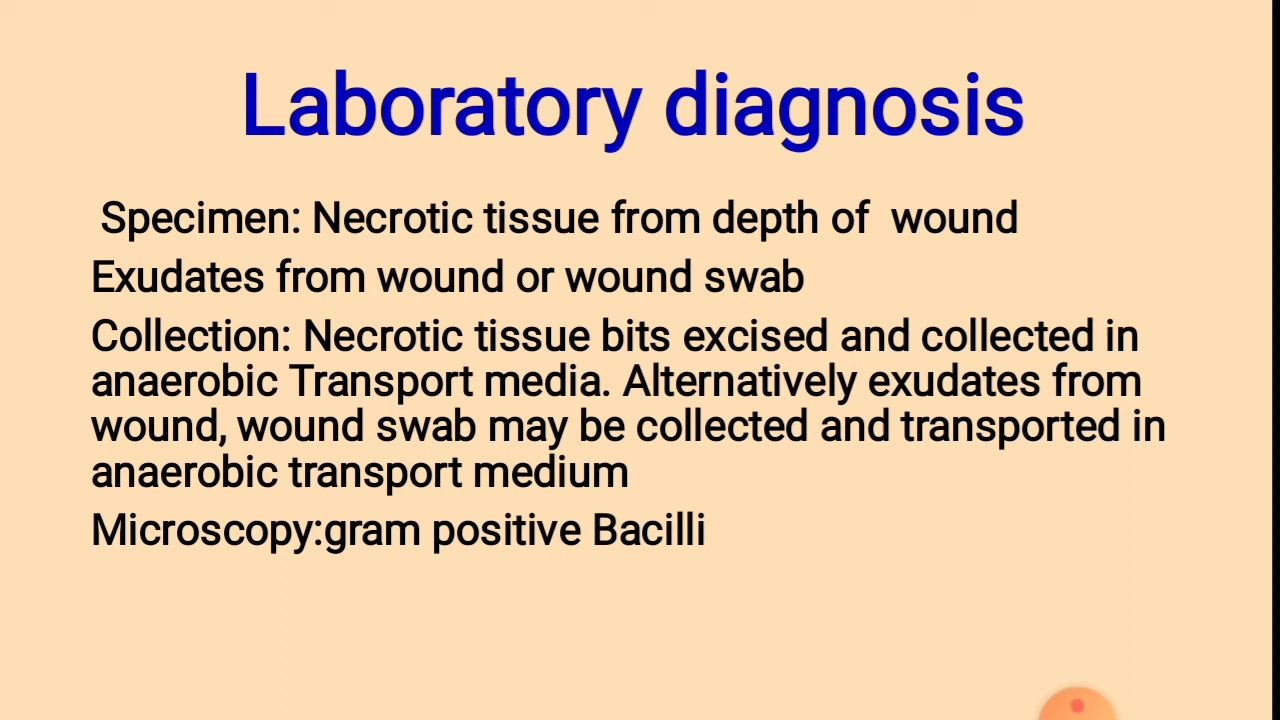 Laboratory diagnosis
Specimen: Necrotic tissue from depth of wound
Exudates from wound or wound swab
Collection: Necrotic tissue bits excised and collected in
anaerobic Transport media. Alternatively exudates from
wound, wound swab may be collected and transported in
anaerobic transport medium
Microscopy:gram positive Bacilli